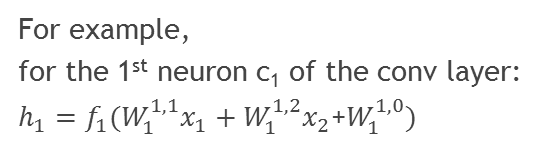 For example,
for the 1st neuron c₁ of the conv layer:
h₁ = f₁(W₁^{1,1}x₁ + W₁^{1,2}x₂+W₁^{1,0})